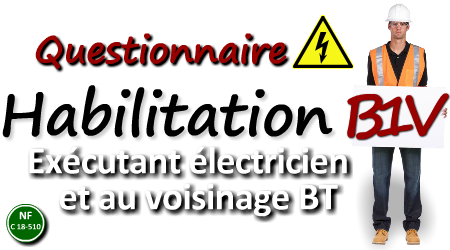 Questionnaire
Habilitation B1V
Exécutant électricien
et au voisinage BT
NF
C 18-510